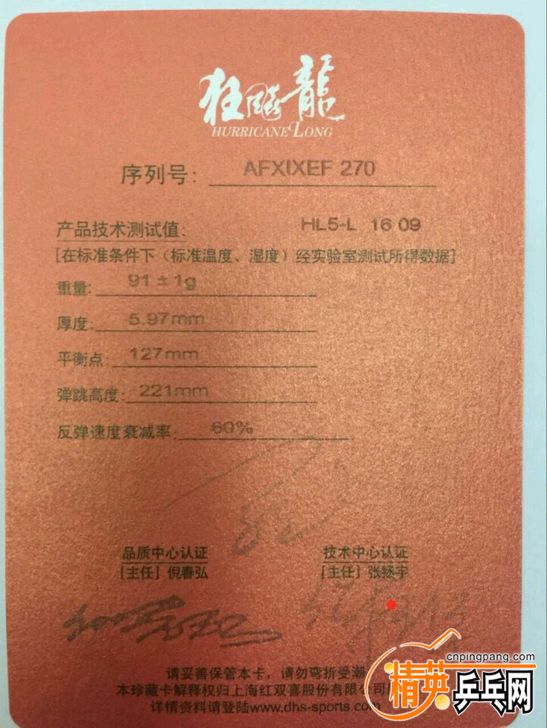 狂飚龍
HURRICANE LONG
序列号: AFXIXEF 270
产品技术测试值: HL5-L 16 09
[在标准条件下（标准温度、湿度）经实验室测试所得数据]
重量: 91±1g
厚度: 5.97mm
平衡点: 127mm
弹跳高度: 221mm
反弹速度衰减率: 60%
品质中心认证 技术中心认证
[主任] 倪春弘 [主任] 张拯宇
请妥善保管本卡，请勿弯折受潮
本珍藏卡解释权归上海红双喜股份有限公司
详情资料请登陆www.dhs-sports.com
cnpingpang.com
精英乒乓网